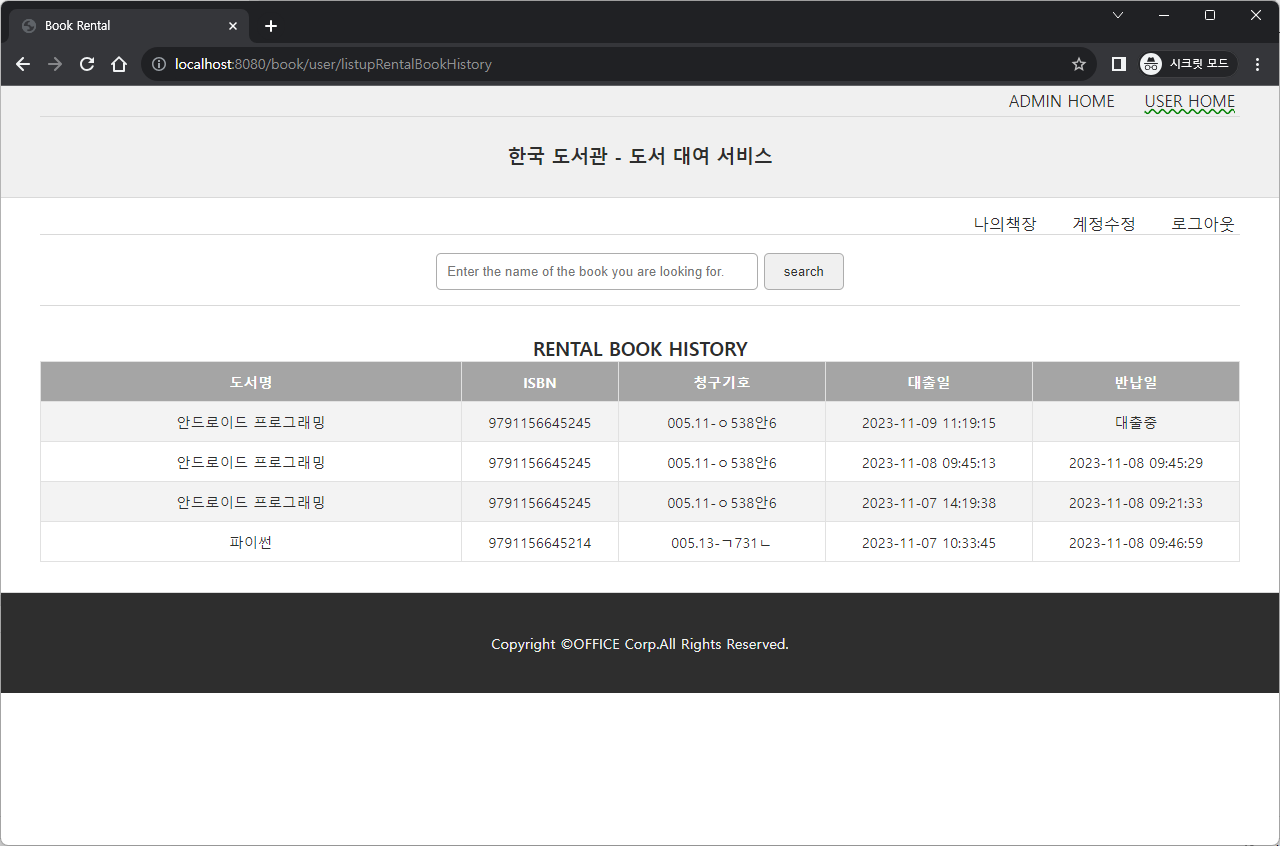 Book Rental
localhost:8080/book/user/listupRentalBookHistory
시크릿 모드
ADMIN HOME USER HOME
한국 도서관 - 도서 대여 서비스
나의책장 계정수정 로그아웃
Enter the name of the book you are looking for. search
RENTAL BOOK HISTORY
도서명 ISBN 청구기호 대출일 반납일
안드로이드 프로그래밍 9791156645245 005.11-ㅇ538안6 2023-11-09 11:19:15 대출중
안드로이드 프로그래밍 9791156645245 005.11-ㅇ538안6 2023-11-08 09:45:13 2023-11-08 09:45:29
안드로이드 프로그래밍 9791156645245 005.11-ㅇ538안6 2023-11-07 14:19:38 2023-11-08 09:21:33
파이썬 9791156645214 005.13-ㄱ731ㄴ 2023-11-07 10:33:45 2023-11-08 09:46:59
Copyright ©OFFICE Corp.All Rights Reserved.